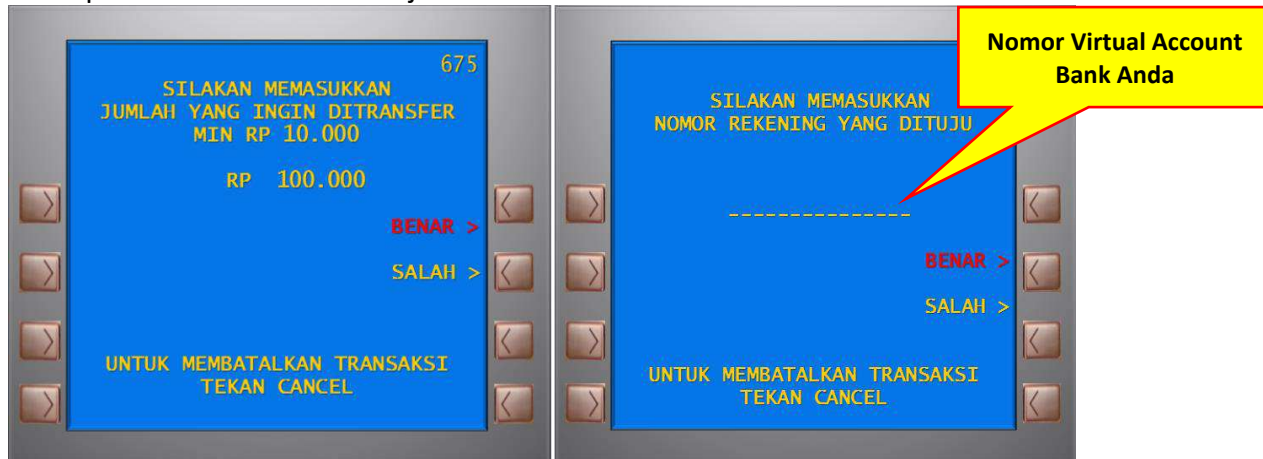 675
SILAKAN MEMASUKKAN
JUMLAH YANG INGIN DITRANSFER
MIN RP 10.000
RP 100.000
BENAR >
SALAH >
UNTUK MEMBATALKAN TRANSAKSI
TEKAN CANCEL
SILAKAN MEMASUKKAN
NOMOR REKENING YANG DITUJU
---------------
BENAR >
SALAH >
UNTUK MEMBATALKAN TRANSAKSI
TEKAN CANCEL
Nomor Virtual Account
Bank Anda